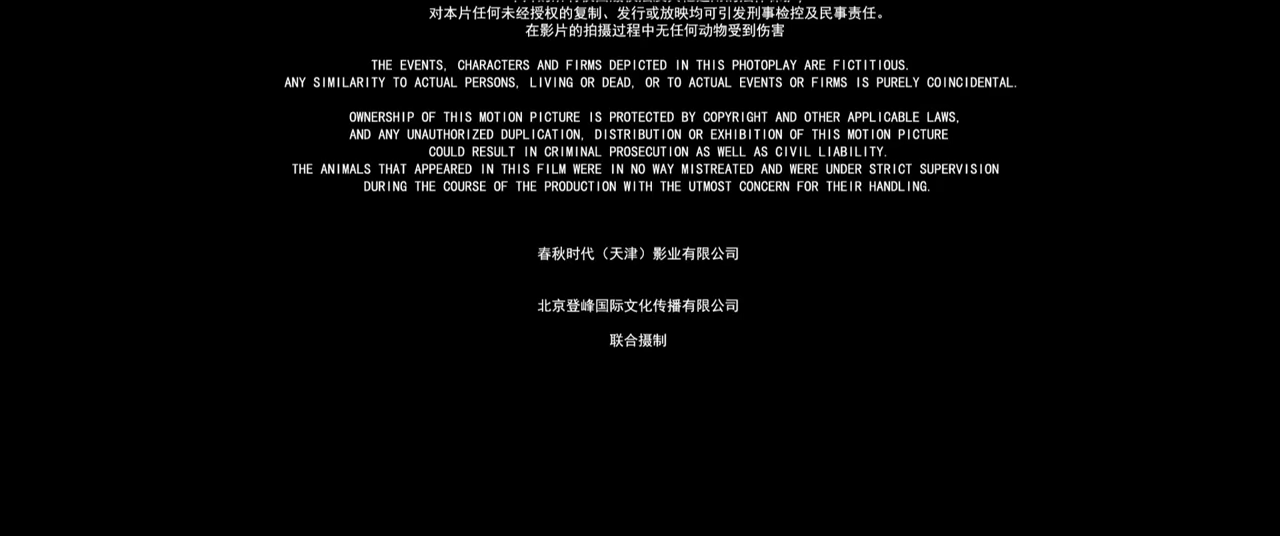 对本片任何未经授权的复制、发行或放映均可引发刑事检控及民事责任。
在影片的拍摄过程中无任何动物受到伤害
THE EVENTS, CHARACTERS AND FIRMS DEPICTED IN THIS PHOTOPLAY ARE FICTITIOUS.
ANY SIMILARITY TO ACTUAL PERSONS, LIVING OR DEAD, OR TO ACTUAL EVENTS OR FIRMS IS PURELY COINCIDENTAL.
OWNERSHIP OF THIS MOTION PICTURE IS PROTECTED BY COPYRIGHT AND OTHER APPLICABLE LAWS,
AND ANY UNAUTHORIZED DUPLICATION, DISTRIBUTION OR EXHIBITION OF THIS MOTION PICTURE
COULD RESULT IN CRIMINAL PROSECUTION AS WELL AS CIVIL LIABILITY.
THE ANIMALS THAT APPEARED IN THIS FILM WERE IN NO WAY MISTREATED AND WERE UNDER STRICT SUPERVISION
DURING THE COURSE OF THE PRODUCTION WITH THE UTMOST CONCERN FOR THEIR HANDLING.
春秋时代（天津）影业有限公司
北京登峰国际文化传播有限公司
联合摄制